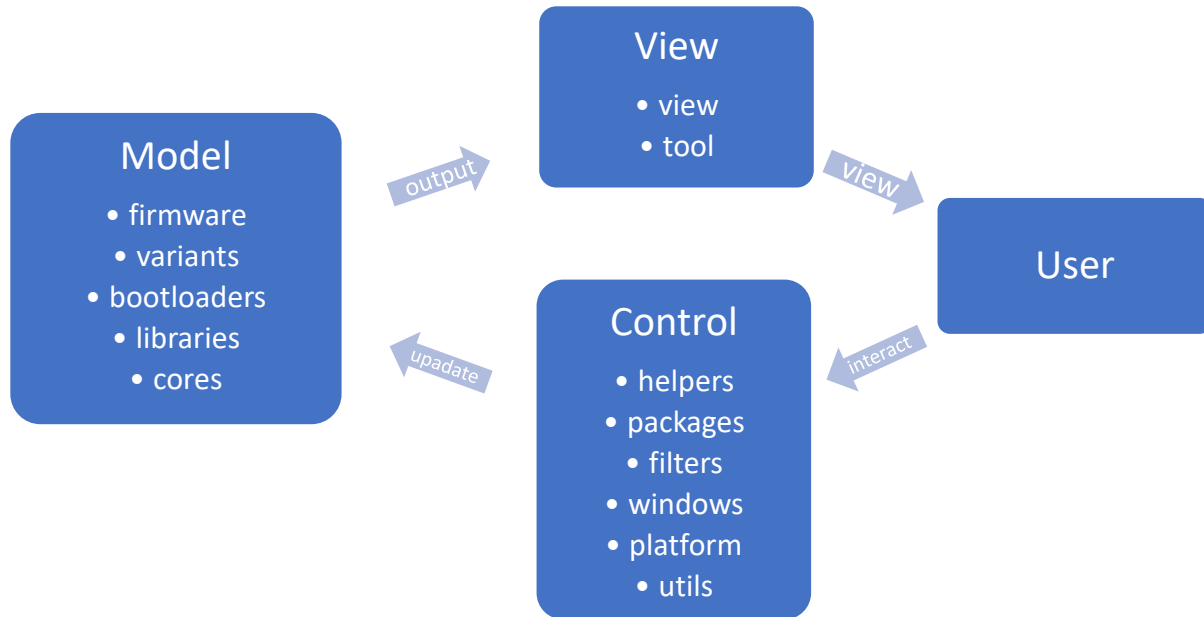 Model
• firmware
• variants
• bootloaders
• libraries
• cores
output
View
• view
• tool
view
User
interact
Control
• helpers
• packages
• filters
• windows
• platform
• utils
upadate